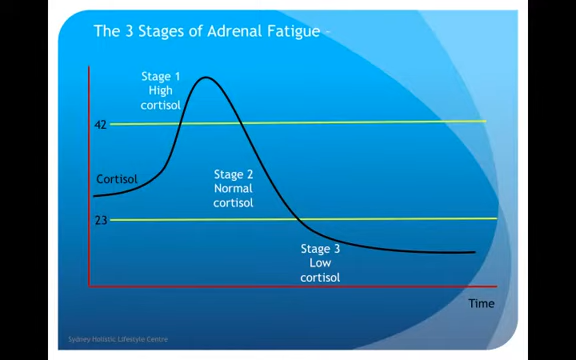 The 3 Stages of Adrenal Fatigue –
Stage 1
High
cortisol
42
Cortisol
Stage 2
Normal
cortisol
23
Stage 3
Low
cortisol
Time
Sydney Holistic Lifestyle Centre